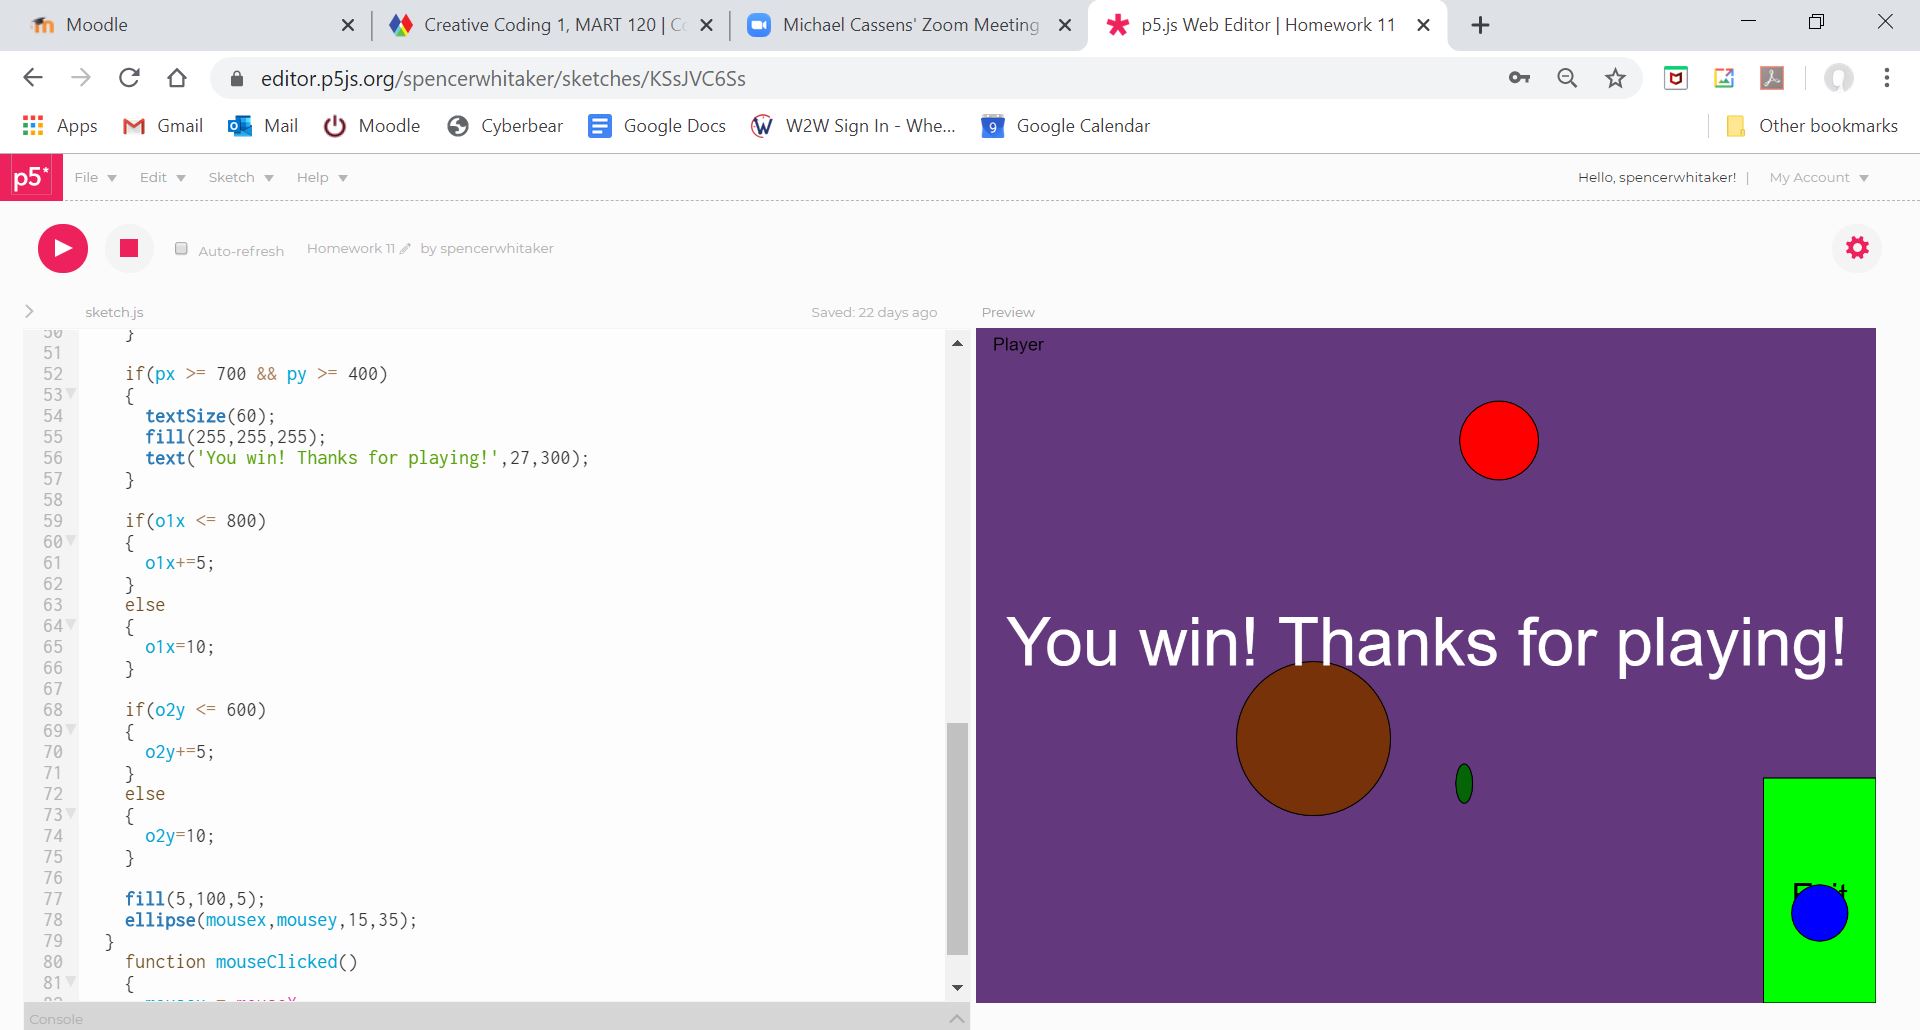 Moodle
Creative Coding 1, MART 120 | Co
Michael Cassens' Zoom Meeting
p5.js Web Editor | Homework 11
editor.p5js.org/spencerwhitaker/sketches/KSsJVC6Ss
Apps
Gmail
Mail
Moodle
Cyberbear
Google Docs
W2W Sign In - Whe...
9
Google Calendar
Other bookmarks
p5*
File
Edit
Sketch
Help
Hello, spencerwhitaker! |
My Account
Auto-refresh
Homework 11
by spencerwhitaker
sketch.js
Saved: 22 days ago
Preview
50 }
51
52 if(px >= 700 && py >= 400)
53 {
54 textSize(60);
55 fill(255,255,255);
56 text('You win! Thanks for playing!',27,300);
57 }
58
59 if(o1x <= 800)
60 {
61 o1x+=5;
62 }
63 else
64 {
65 o1x=10;
66 }
67
68 if(o2y <= 600)
69 {
70 o2y+=5;
71 }
72 else
73 {
74 o2y=10;
75 }
76
77 fill(5,100,5);
78 ellipse(mousex,mousey,15,35);
79 }
80 function mouseClicked()
81 {
82 mousex = mouseX
Console
Player
You win! Thanks for playing!
Exit